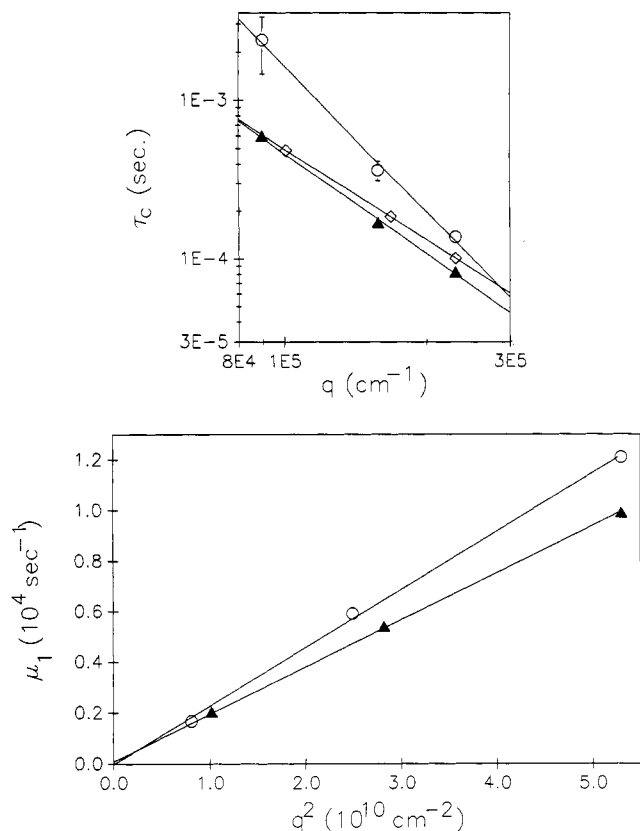 1E−3
1E−4
3E−5
τc (sec.)
8E4 1E5 3E5
q (cm⁻¹)
1.2
1.0
0.8
0.6
0.4
0.2
0.0
μ₁ (10⁴ sec⁻¹)
0.0 1.0 2.0 3.0 4.0 5.0
q² (10¹⁰ cm⁻²)